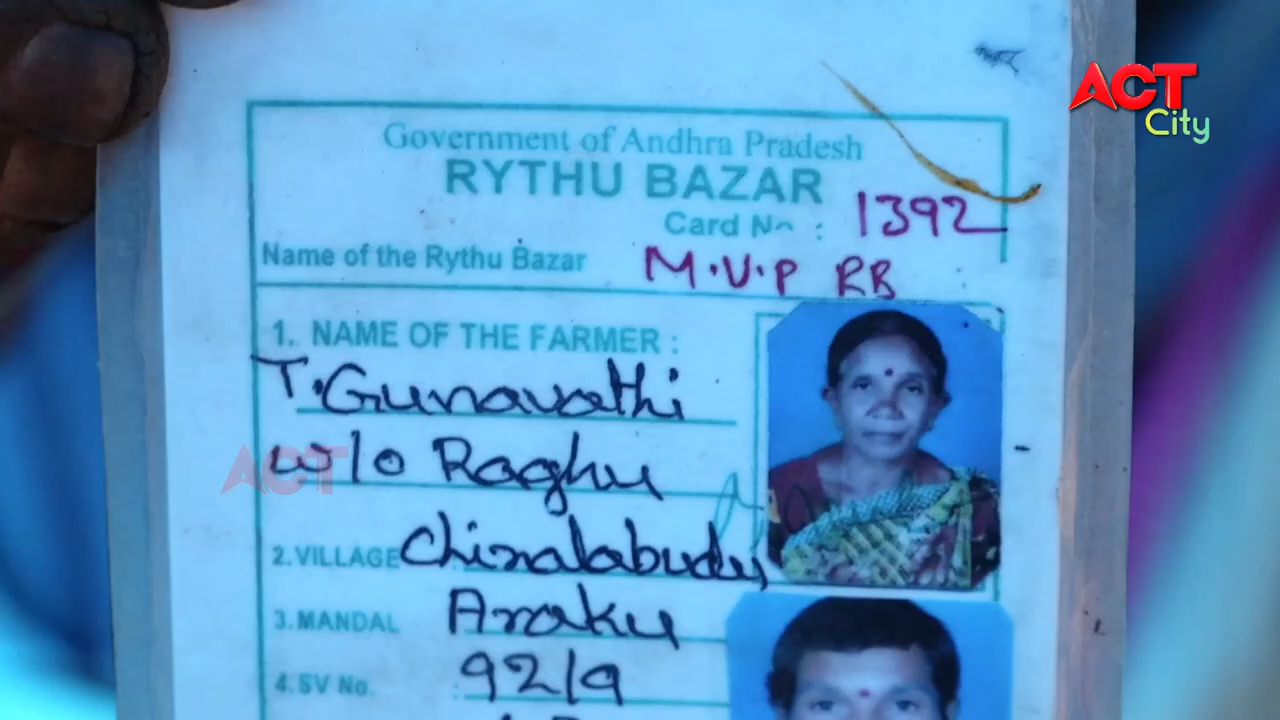 ACT
City
Government of Andhra Pradesh
RYTHU BAZAR
Card No : 1392
Name of the Rythu Bazar M.V.P RB
1. NAME OF THE FARMER :
T. Gunavathi
w/o Raghu
ACT
2. VILLAGE Chinalabudu
3. MANDAL Araku
4. SV No. : 92/9